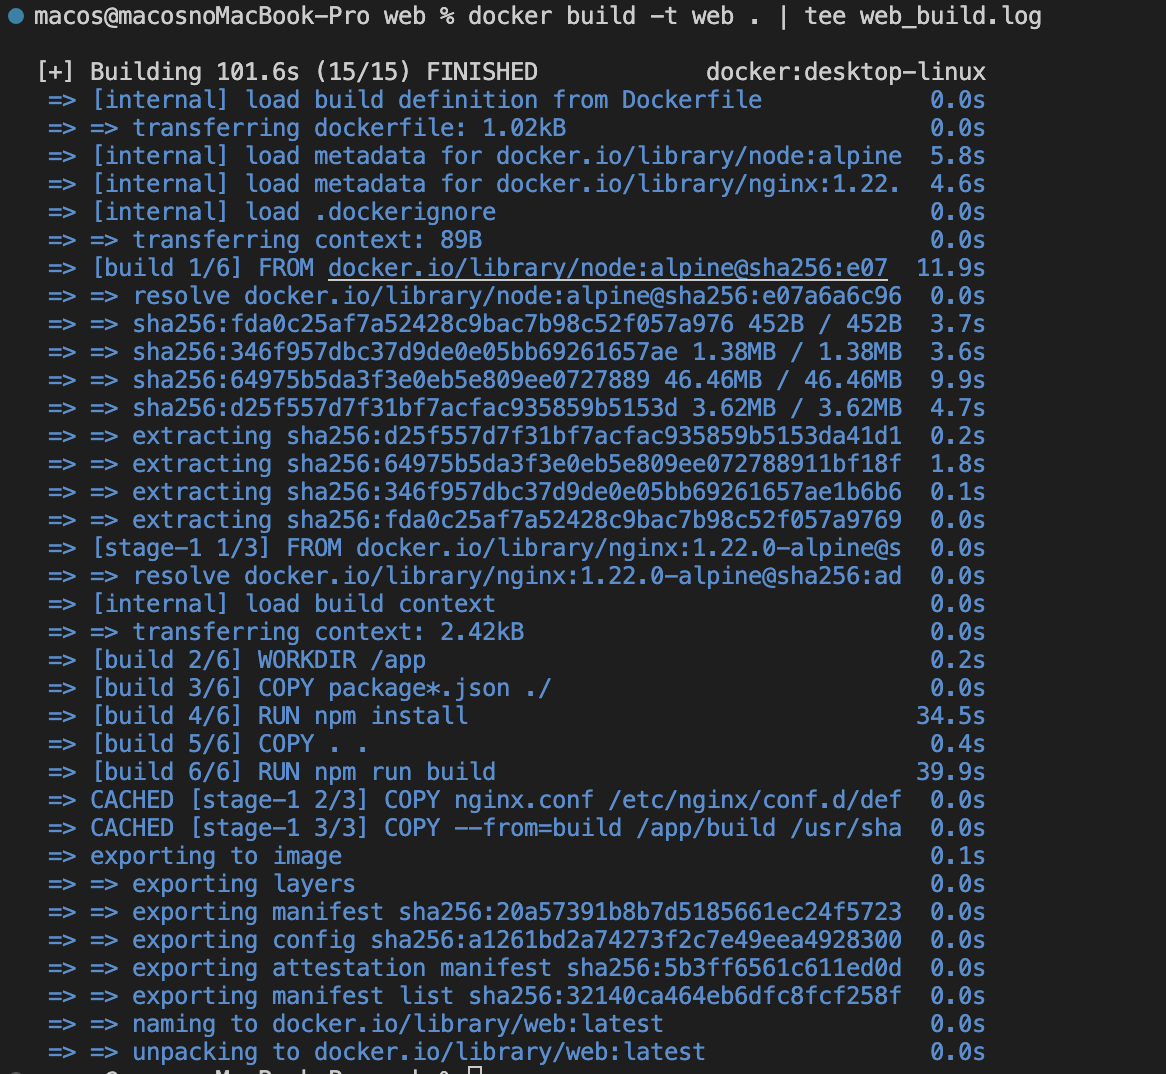 macos@macosnoMacBook-Pro web % docker build -t web . | tee web_build.log
[+] Building 101.6s (15/15) FINISHED docker:desktop-linux
=> [internal] load build definition from Dockerfile 0.0s
=> => transferring dockerfile: 1.02kB 0.0s
=> [internal] load metadata for docker.io/library/node:alpine 5.8s
=> [internal] load metadata for docker.io/library/nginx:1.22. 4.6s
=> [internal] load .dockerignore 0.0s
=> => transferring context: 89B 0.0s
=> [build 1/6] FROM docker.io/library/node:alpine@sha256:e07 11.9s
=> => resolve docker.io/library/node:alpine@sha256:e07a6a6c96 0.0s
=> => sha256:fda0c25af7a52428c9bac7b98c52f057a976 452B / 452B 3.7s
=> => sha256:346f957dbc37d9de0e05bb69261657ae 1.38MB / 1.38MB 3.6s
=> => sha256:64975b5da3f3e0eb5e809ee0727889 46.46MB / 46.46MB 9.9s
=> => sha256:d25f557d7f31bf7acfac935859b5153d 3.62MB / 3.62MB 4.7s
=> => extracting sha256:d25f557d7f31bf7acfac935859b5153da41d1 0.2s
=> => extracting sha256:64975b5da3f3e0eb5e809ee072788911bf18f 1.8s
=> => extracting sha256:346f957dbc37d9de0e05bb69261657ae1b6b6 0.1s
=> => extracting sha256:fda0c25af7a52428c9bac7b98c52f057a9769 0.0s
=> [stage-1 1/3] FROM docker.io/library/nginx:1.22.0-alpine@s 0.0s
=> => resolve docker.io/library/nginx:1.22.0-alpine@sha256:ad 0.0s
=> [internal] load build context 0.0s
=> => transferring context: 2.42kB 0.0s
=> [build 2/6] WORKDIR /app 0.2s
=> [build 3/6] COPY package*.json ./ 0.0s
=> [build 4/6] RUN npm install 34.5s
=> [build 5/6] COPY . . 0.4s
=> [build 6/6] RUN npm run build 39.9s
=> CACHED [stage-1 2/3] COPY nginx.conf /etc/nginx/conf.d/def 0.0s
=> CACHED [stage-1 3/3] COPY --from=build /app/build /usr/sha 0.0s
=> exporting to image 0.1s
=> => exporting layers 0.0s
=> => exporting manifest sha256:20a57391b8b7d5185661ec24f5723 0.0s
=> => exporting config sha256:a1261bd2a74273f2c7e49eea4928300 0.0s
=> => exporting attestation manifest sha256:5b3ff6561c611ed0d 0.0s
=> => exporting manifest list sha256:32140ca464eb6dfc8fcf258f 0.0s
=> => naming to docker.io/library/web:latest 0.0s
=> => unpacking to docker.io/library/web:latest 0.0s